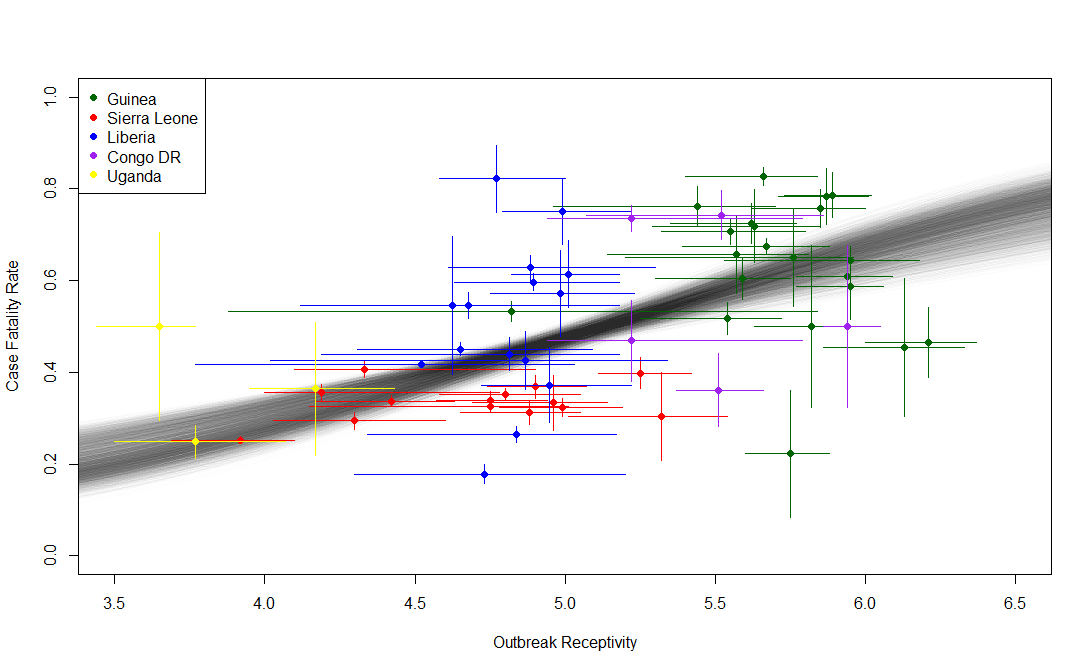 Guinea
Sierra Leone
Liberia
Congo DR
Uganda
Case Fatality Rate
1.0
0.8
0.6
0.4
0.2
0.0
3.5 4.0 4.5 5.0 5.5 6.0 6.5
Outbreak Receptivity